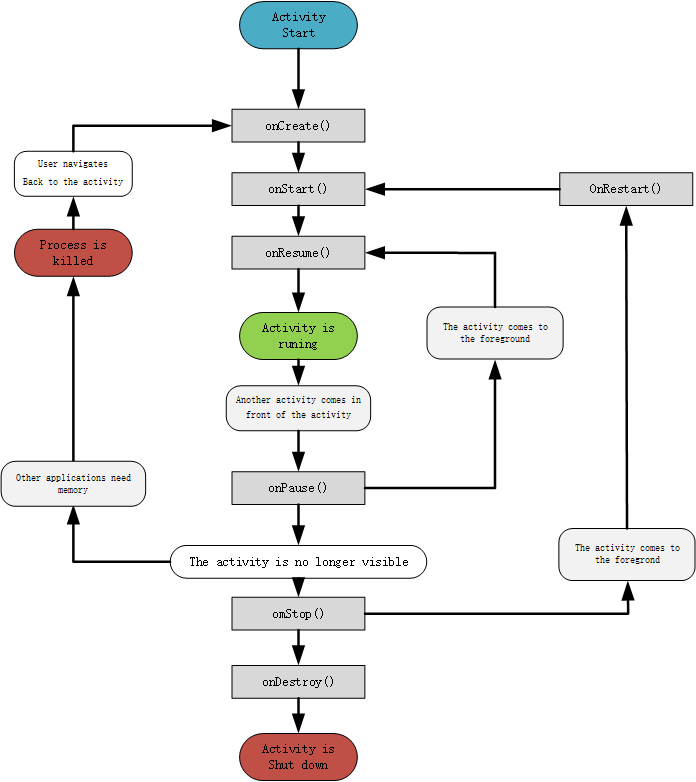 Activity
Start
onCreate()
User navigates
Back to the activity
onStart()
OnRestart()
Process is
killed
onResume()
Activity is
runing
The activity comes to
the foreground
Another activity comes in
front of the activity
Other applications need
memory
onPause()
The activity is no longer visible
The activity comes to
the foregrond
omStop()
onDestroy()
Activity is
Shut down